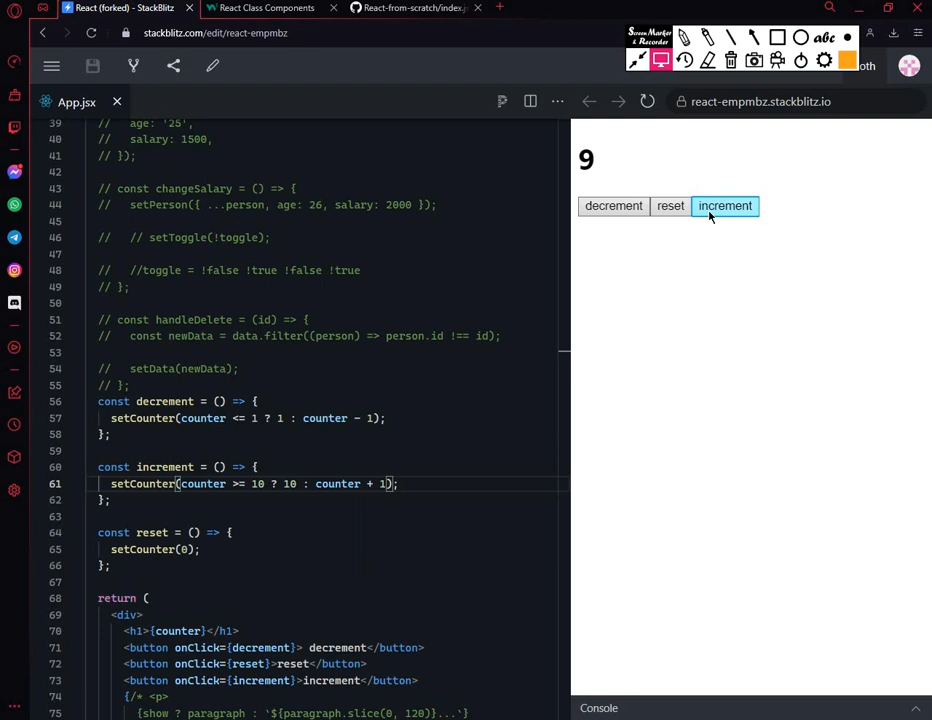 React (forked) - StackBlitz
React Class Components
React-from-scratch/index.j
stackblitz.com/edit/react-empmbz
Screen Marker
& Recorder
abc
oth
App.jsx
react-empmbz.stackblitz.io
39 //   age: '25',
40 //   salary: 1500,
41 // });
42
43 // const changeSalary = () => {
44 //   setPerson({ ...person, age: 26, salary: 2000 });
45
46 //   // setToggle(!toggle);
47
48 //   //toggle = !false !true !false !true
49 // };
50
51 // const handleDelete = (id) => {
52 //   const newData = data.filter((person) => person.id !== id);
53
54 //   setData(newData);
55 // };
56 const decrement = () => {
57   setCounter(counter <= 1 ? 1 : counter - 1);
58 };
59
60 const increment = () => {
61   setCounter(counter >= 10 ? 10 : counter + 1);
62 };
63
64 const reset = () => {
65   setCounter(0);
66 };
67
68 return (
69   <div>
70     <h1>{counter}</h1>
71     <button onClick={decrement}> decrement</button>
72     <button onClick={reset}>reset</button>
73     <button onClick={increment}>increment</button>
74     {/* <p>
75       {show ? paragraph : `${paragraph.slice(0, 120)}...`}
9
decrement reset increment
Console